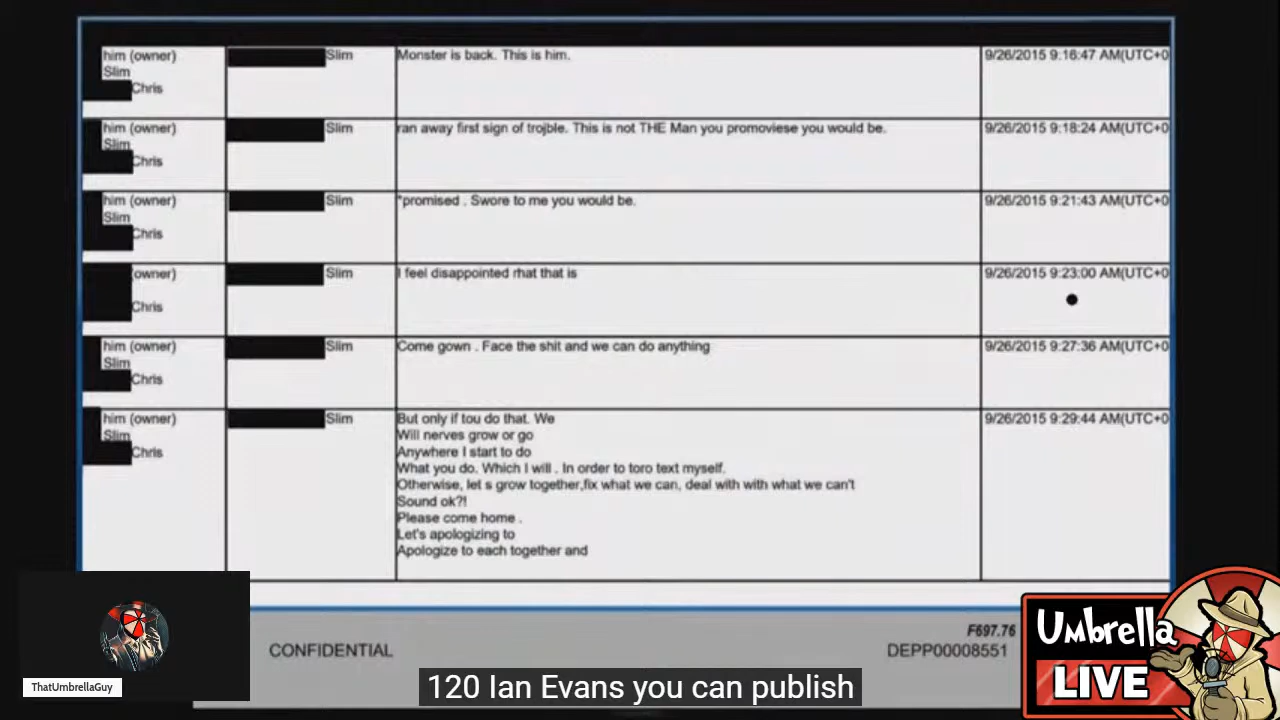 him (owner)
Slim
Chris
Slim
Monster is back. This is him.
9/26/2015 9:16:47 AM(UTC+0
him (owner)
Slim
Chris
Slim
ran away first sign of trojble. This is not THE Man you promoviese you would be.
9/26/2015 9:18:24 AM(UTC+0
him (owner)
Slim
Chris
Slim
*promised . Swore to me you would be.
9/26/2015 9:21:43 AM(UTC+0
(owner)
Chris
Slim
I feel disappointed rhat that is
9/26/2015 9:23:00 AM(UTC+0
him (owner)
Slim
Chris
Slim
Come gown . Face the shit and we can do anything
9/26/2015 9:27:36 AM(UTC+0
him (owner)
Slim
Chris
Slim
But only if tou do that. We
Will nerves grow or go
Anywhere I start to do
What you do. Which I will . In order to toro text myself.
Otherwise, let s grow together,fix what we can, deal with with what we can't
Sound ok?!
Please come home .
Let's apologizing to
Apologize to each together and
9/26/2015 9:29:44 AM(UTC+0
CONFIDENTIAL
F697.76
DEPP00008551
ThatUmbrellaGuy
120 Ian Evans you can publish
Umbrella
LIVE